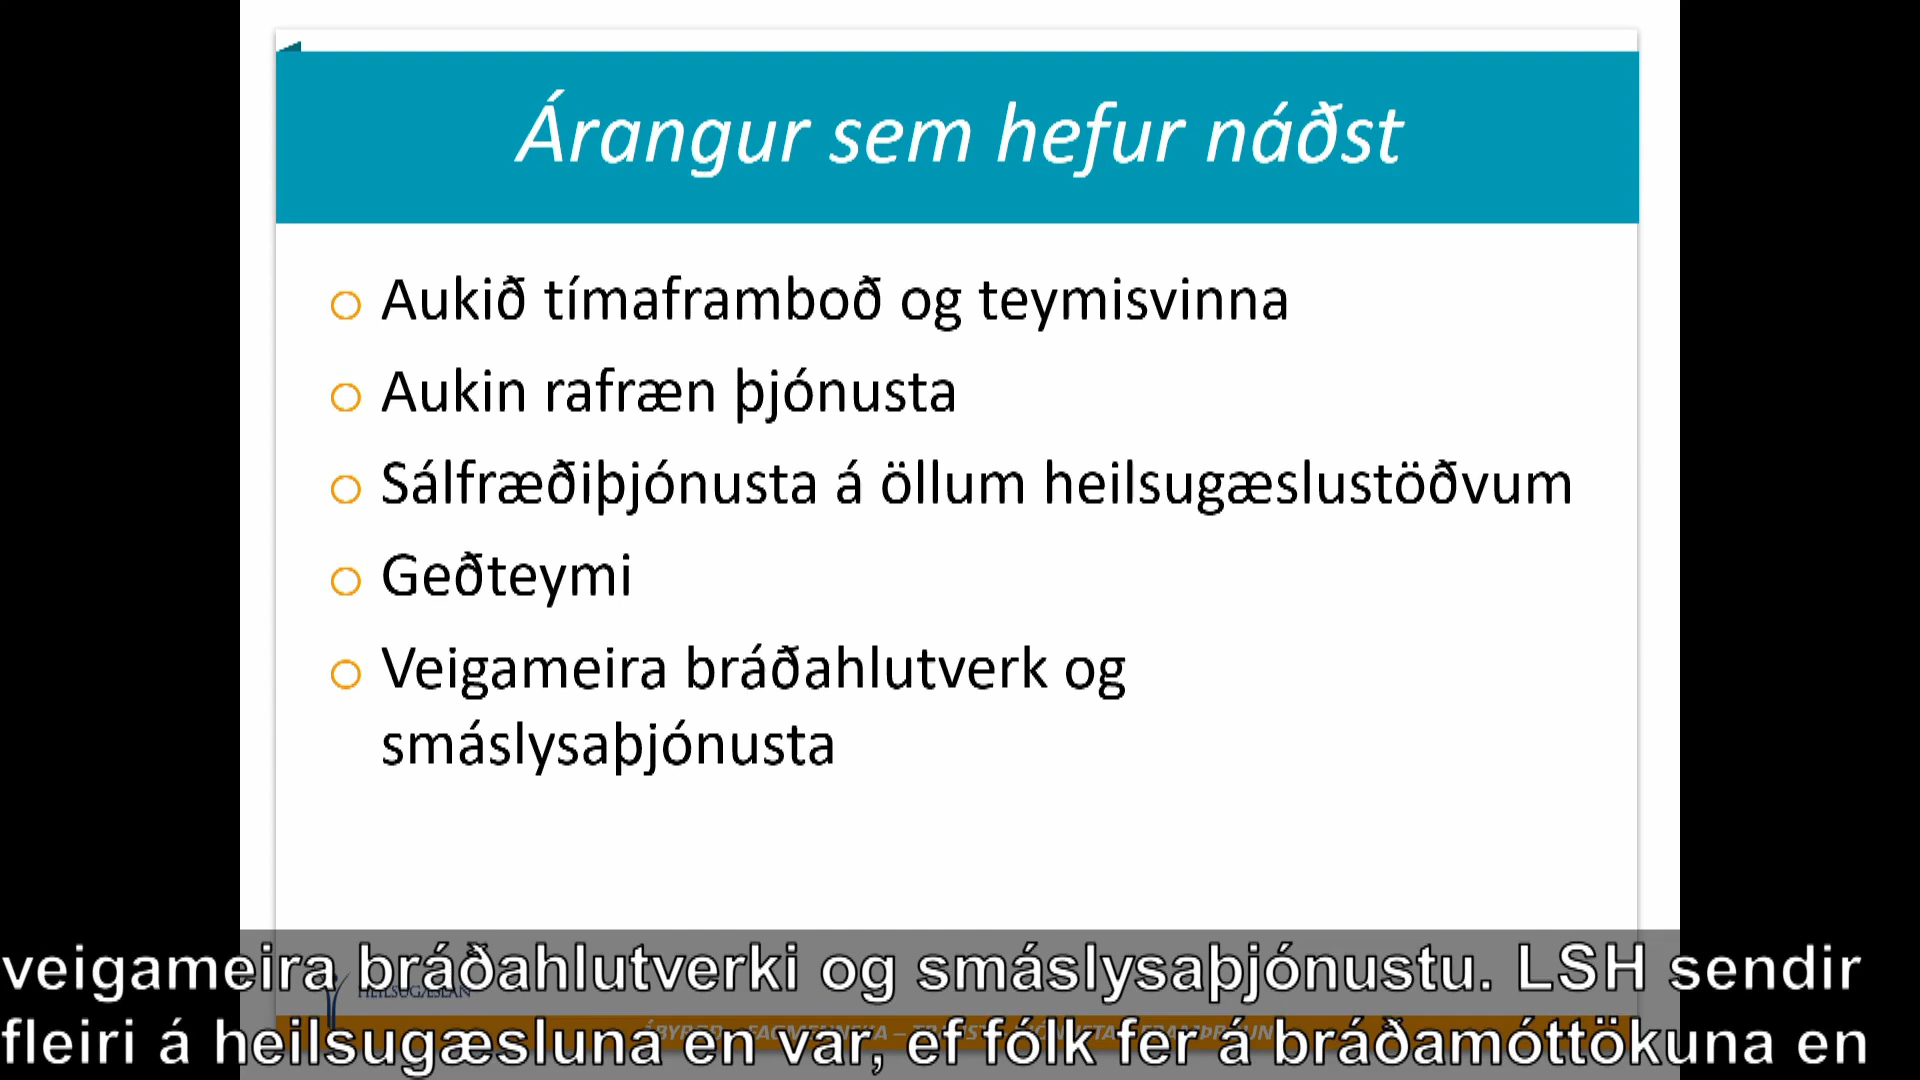 Árangur sem hefur náðst
Aukið tímaframboð og teymisvinna
Aukin rafræn þjónusta
Sálfræðiþjónusta á öllum heilsugæslustöðvum
Geðteymi
Veigameira bráðahlutverk og
smáslysaþjónusta
HEILSUGÆSLAN
veigameira bráðahlutverki og smáslysaþjónustu. LSH sendir
fleiri á heilsugæsluna en var, ef fólk fer á bráðamóttökuna en